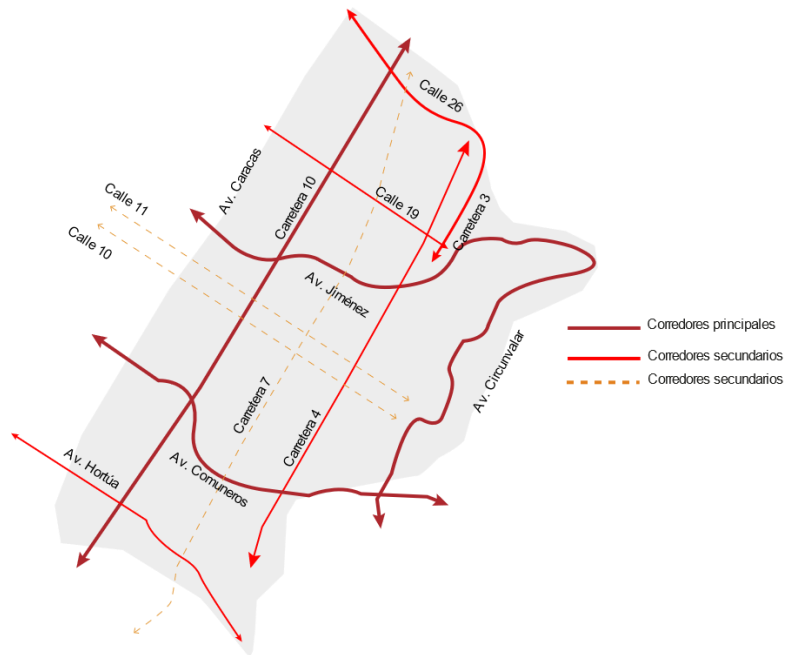 Calle 26
Av. Caracas
Calle 11
Calle 19
Carretera 10
Carretera 3
Calle 10
Av. Jiménez
Corredores principales
Corredores secundarios
Corredores secundarios
Av. Circunvalar
Carretera 7
Carretera 4
Av. Hortúa
Av. Comuneros